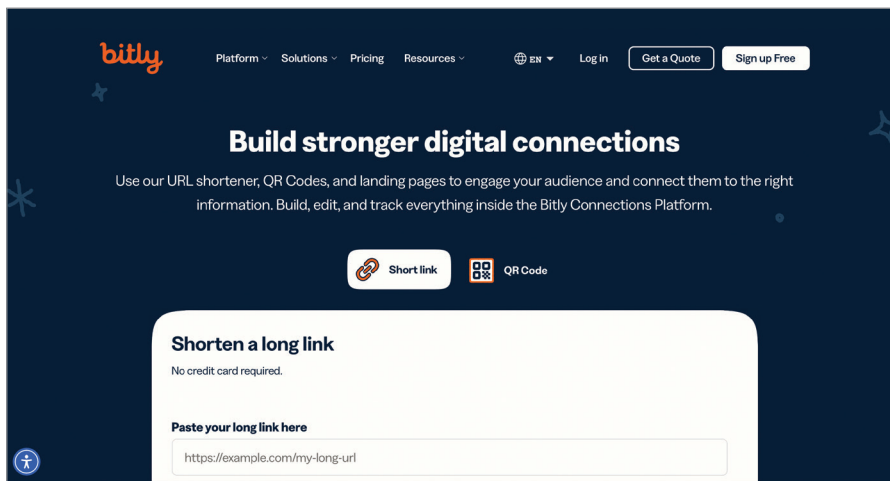 bitly
Platform Solutions Pricing Resources EN Log in Get a Quote Sign up Free
Build stronger digital connections
Use our URL shortener, QR Codes, and landing pages to engage your audience and connect them to the right
information. Build, edit, and track everything inside the Bitly Connections Platform.
Short link QR Code
Shorten a long link
No credit card required.
Paste your long link here
https://example.com/my-long-url